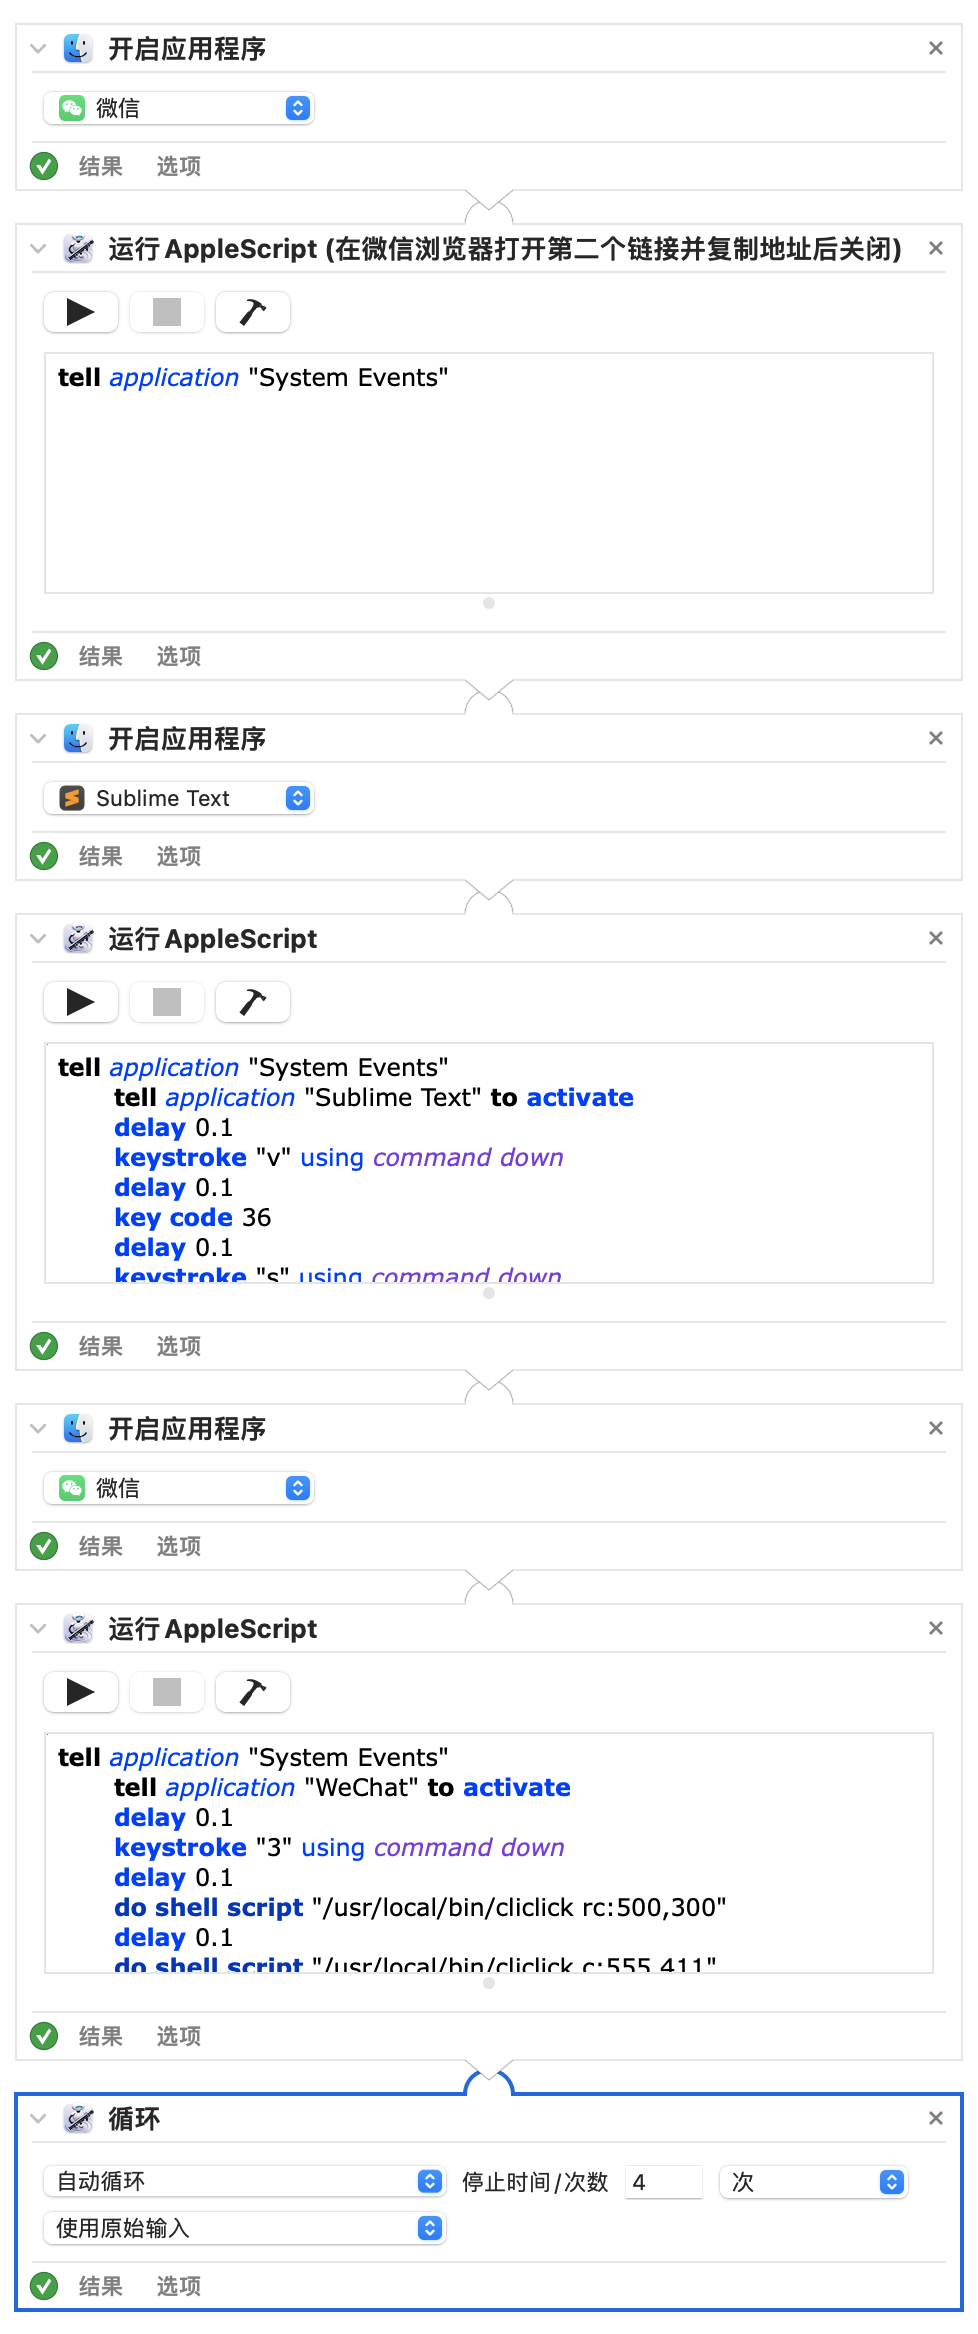 开启应用程序
微信
结果 选项
运行 AppleScript (在微信浏览器打开第二个链接并复制地址后关闭)
tell application "System Events"
结果 选项
开启应用程序
Sublime Text
结果 选项
运行 AppleScript
tell application "System Events"
tell application "Sublime Text" to activate
delay 0.1
keystroke "v" using command down
delay 0.1
key code 36
delay 0.1
keystroke "s" using command down
结果 选项
开启应用程序
微信
结果 选项
运行 AppleScript
tell application "System Events"
tell application "WeChat" to activate
delay 0.1
keystroke "3" using command down
delay 0.1
do shell script "/usr/local/bin/cliclick rc:500,300"
delay 0.1
do shell script "/usr/local/bin/cliclick c:555,411"
结果 选项
循环
自动循环 停止时间/次数 4 次
使用原始输入
结果 选项